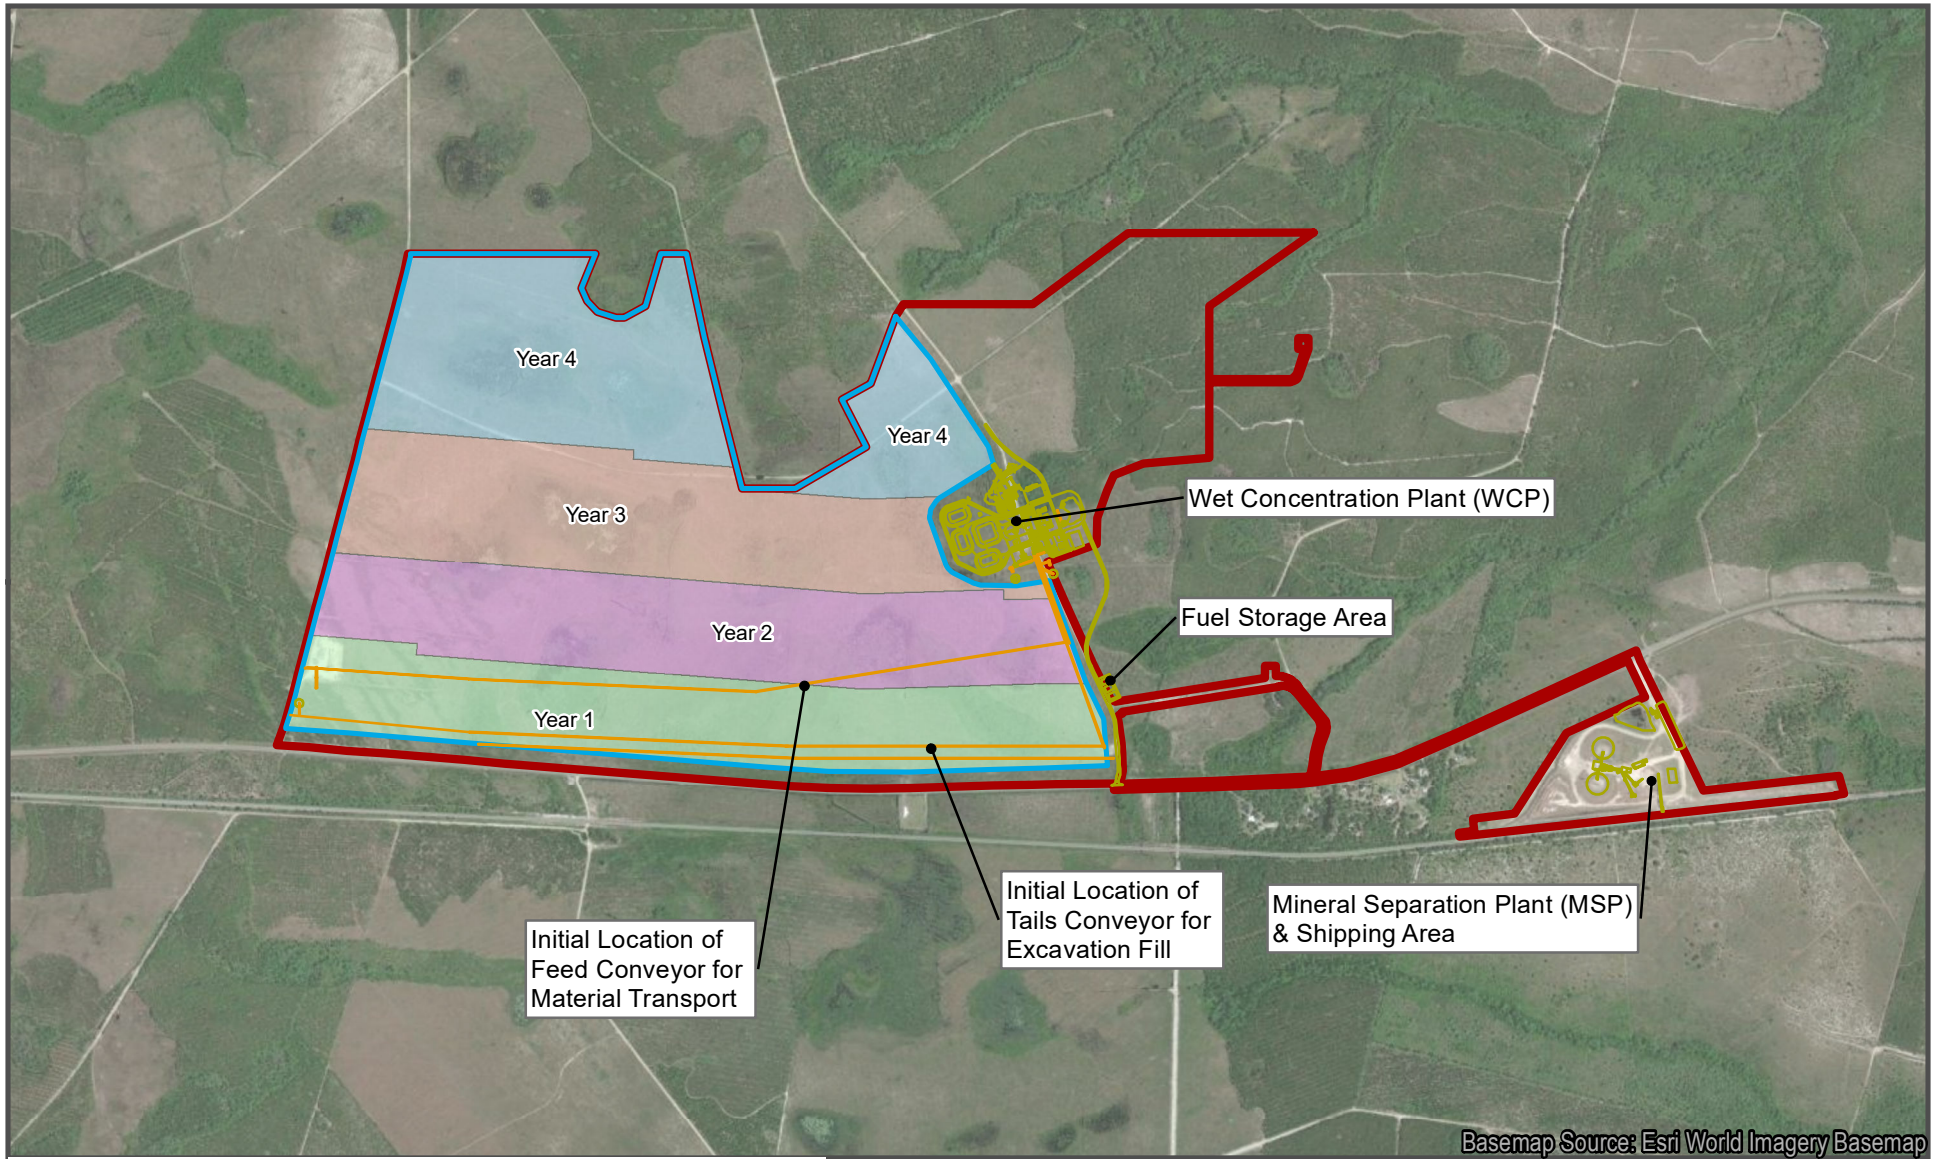 Year 4
Year 4
Year 3
Wet Concentration Plant (WCP)
Fuel Storage Area
Year 2
Year 1
Initial Location of
Feed Conveyor for
Material Transport
Initial Location of
Tails Conveyor for
Excavation Fill
Mineral Separation Plant (MSP)
& Shipping Area
Basemap Source: Esri World Imagery Basemap